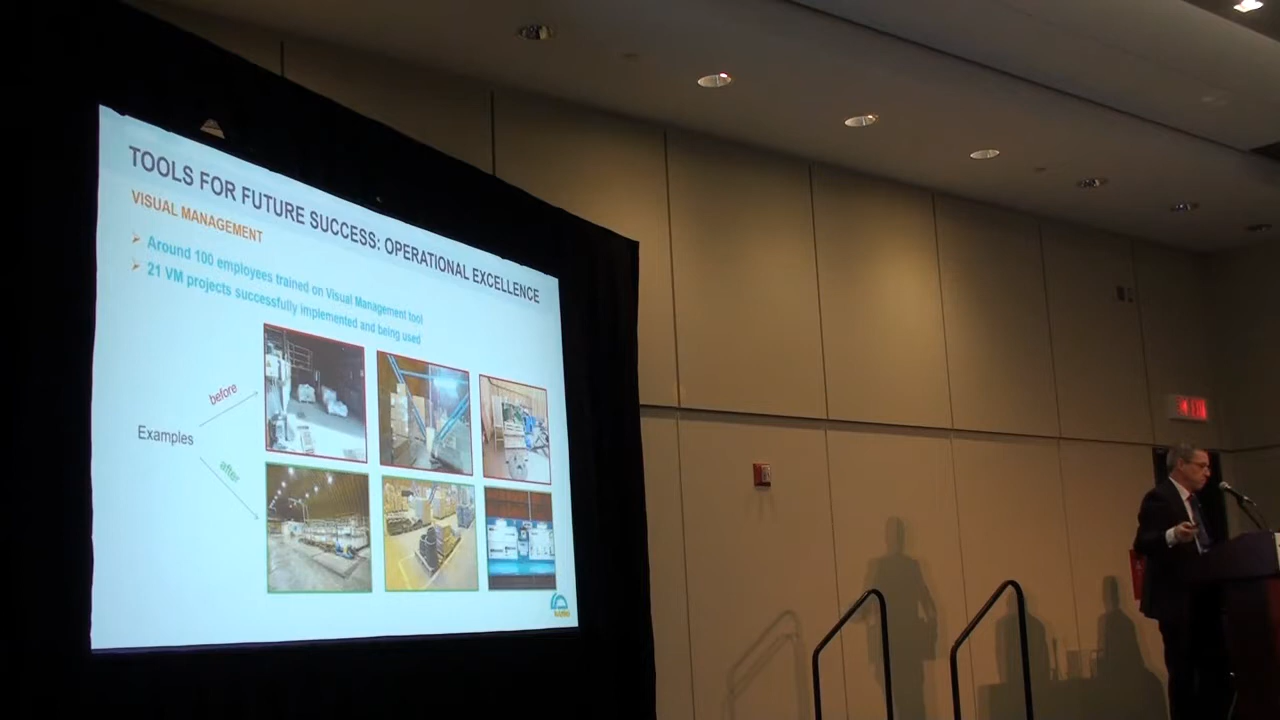 TOOLS FOR FUTURE SUCCESS: OPERATIONAL EXCELLENCE
VISUAL MANAGEMENT
Around 100 employees trained on Visual Management tool
21 VM projects successfully implemented and being used
before
Examples
after